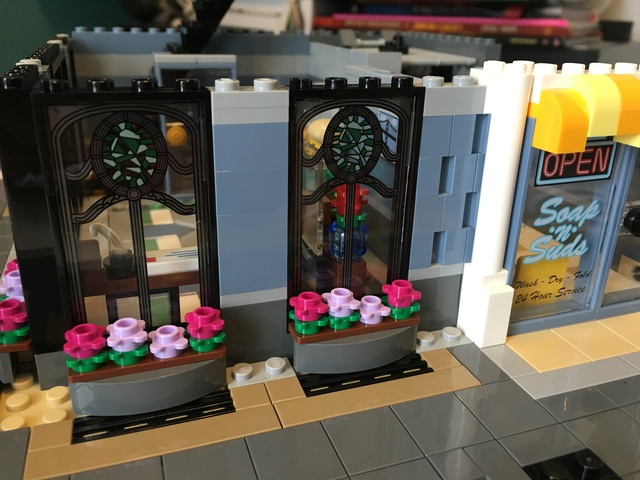 OPEN
Soap
'N'
Suds
Wash - Dry - Fold
24 Hour Service